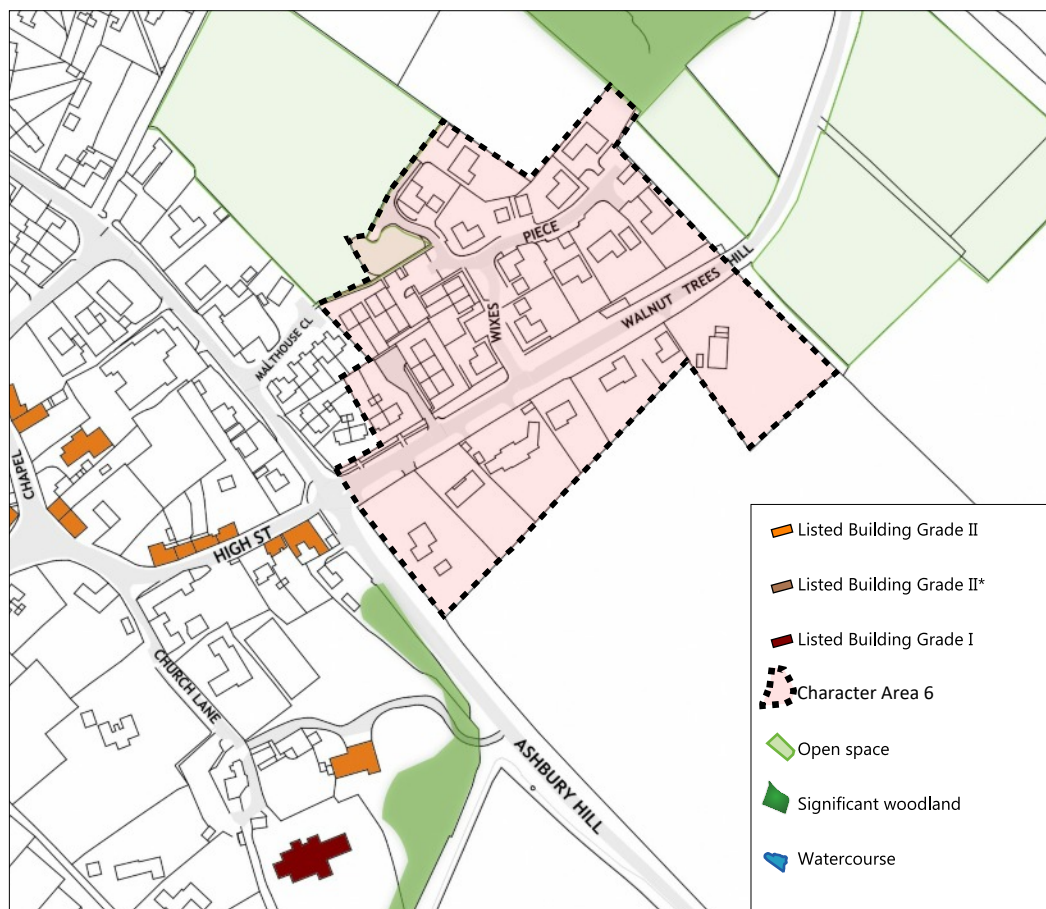 PIECE
WALNUT TREES HILL
WIXES
MALTHOUSE CL
CHAPEL
HIGH ST
CHURCH LANE
ASHBURY HILL
Listed Building Grade II
Listed Building Grade II*
Listed Building Grade I
Character Area 6
Open space
Significant woodland
Watercourse